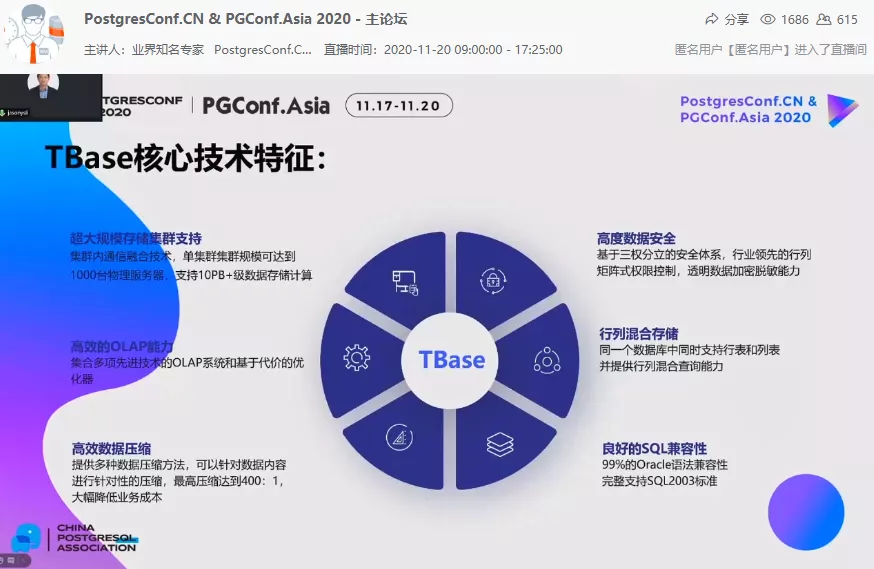 PostgresConf.CN & PGConf.Asia 2020 - 主论坛
分享 1686 615
主讲人：业界知名专家 PostgresConf.C... 直播时间：2020-11-20 09:00:00 - 17:25:00
匿名用户【匿名用户】进入了直播间
TGRESCONF
2020
PGConf.Asia
11.17-11.20
PostgresConf.CN &
PGConf.Asia 2020
TBase核心技术特征：
超大规模存储集群支持
集群内通信融合技术，单集群集群规模可达到
1000台物理服务器，支持10PB+级数据存储计算
高效的OLAP能力
集合多项先进技术的OLAP系统和基于代价的优
化器
高效数据压缩
提供多种数据压缩方法，可以针对数据内容
进行针对性的压缩，最高压缩达到400：1，
大幅降低业务成本
TBase
高度数据安全
基于三权分立的安全体系，行业领先的行列
矩阵式权限控制，透明数据加密脱敏能力
行列混合存储
同一个数据库中同时支持行表和列表
并提供行列混合查询能力
良好的SQL兼容性
99%的Oracle语法兼容性
完整支持SQL2003标准
CHINA
POSTGRESQL
ASSOCIATION